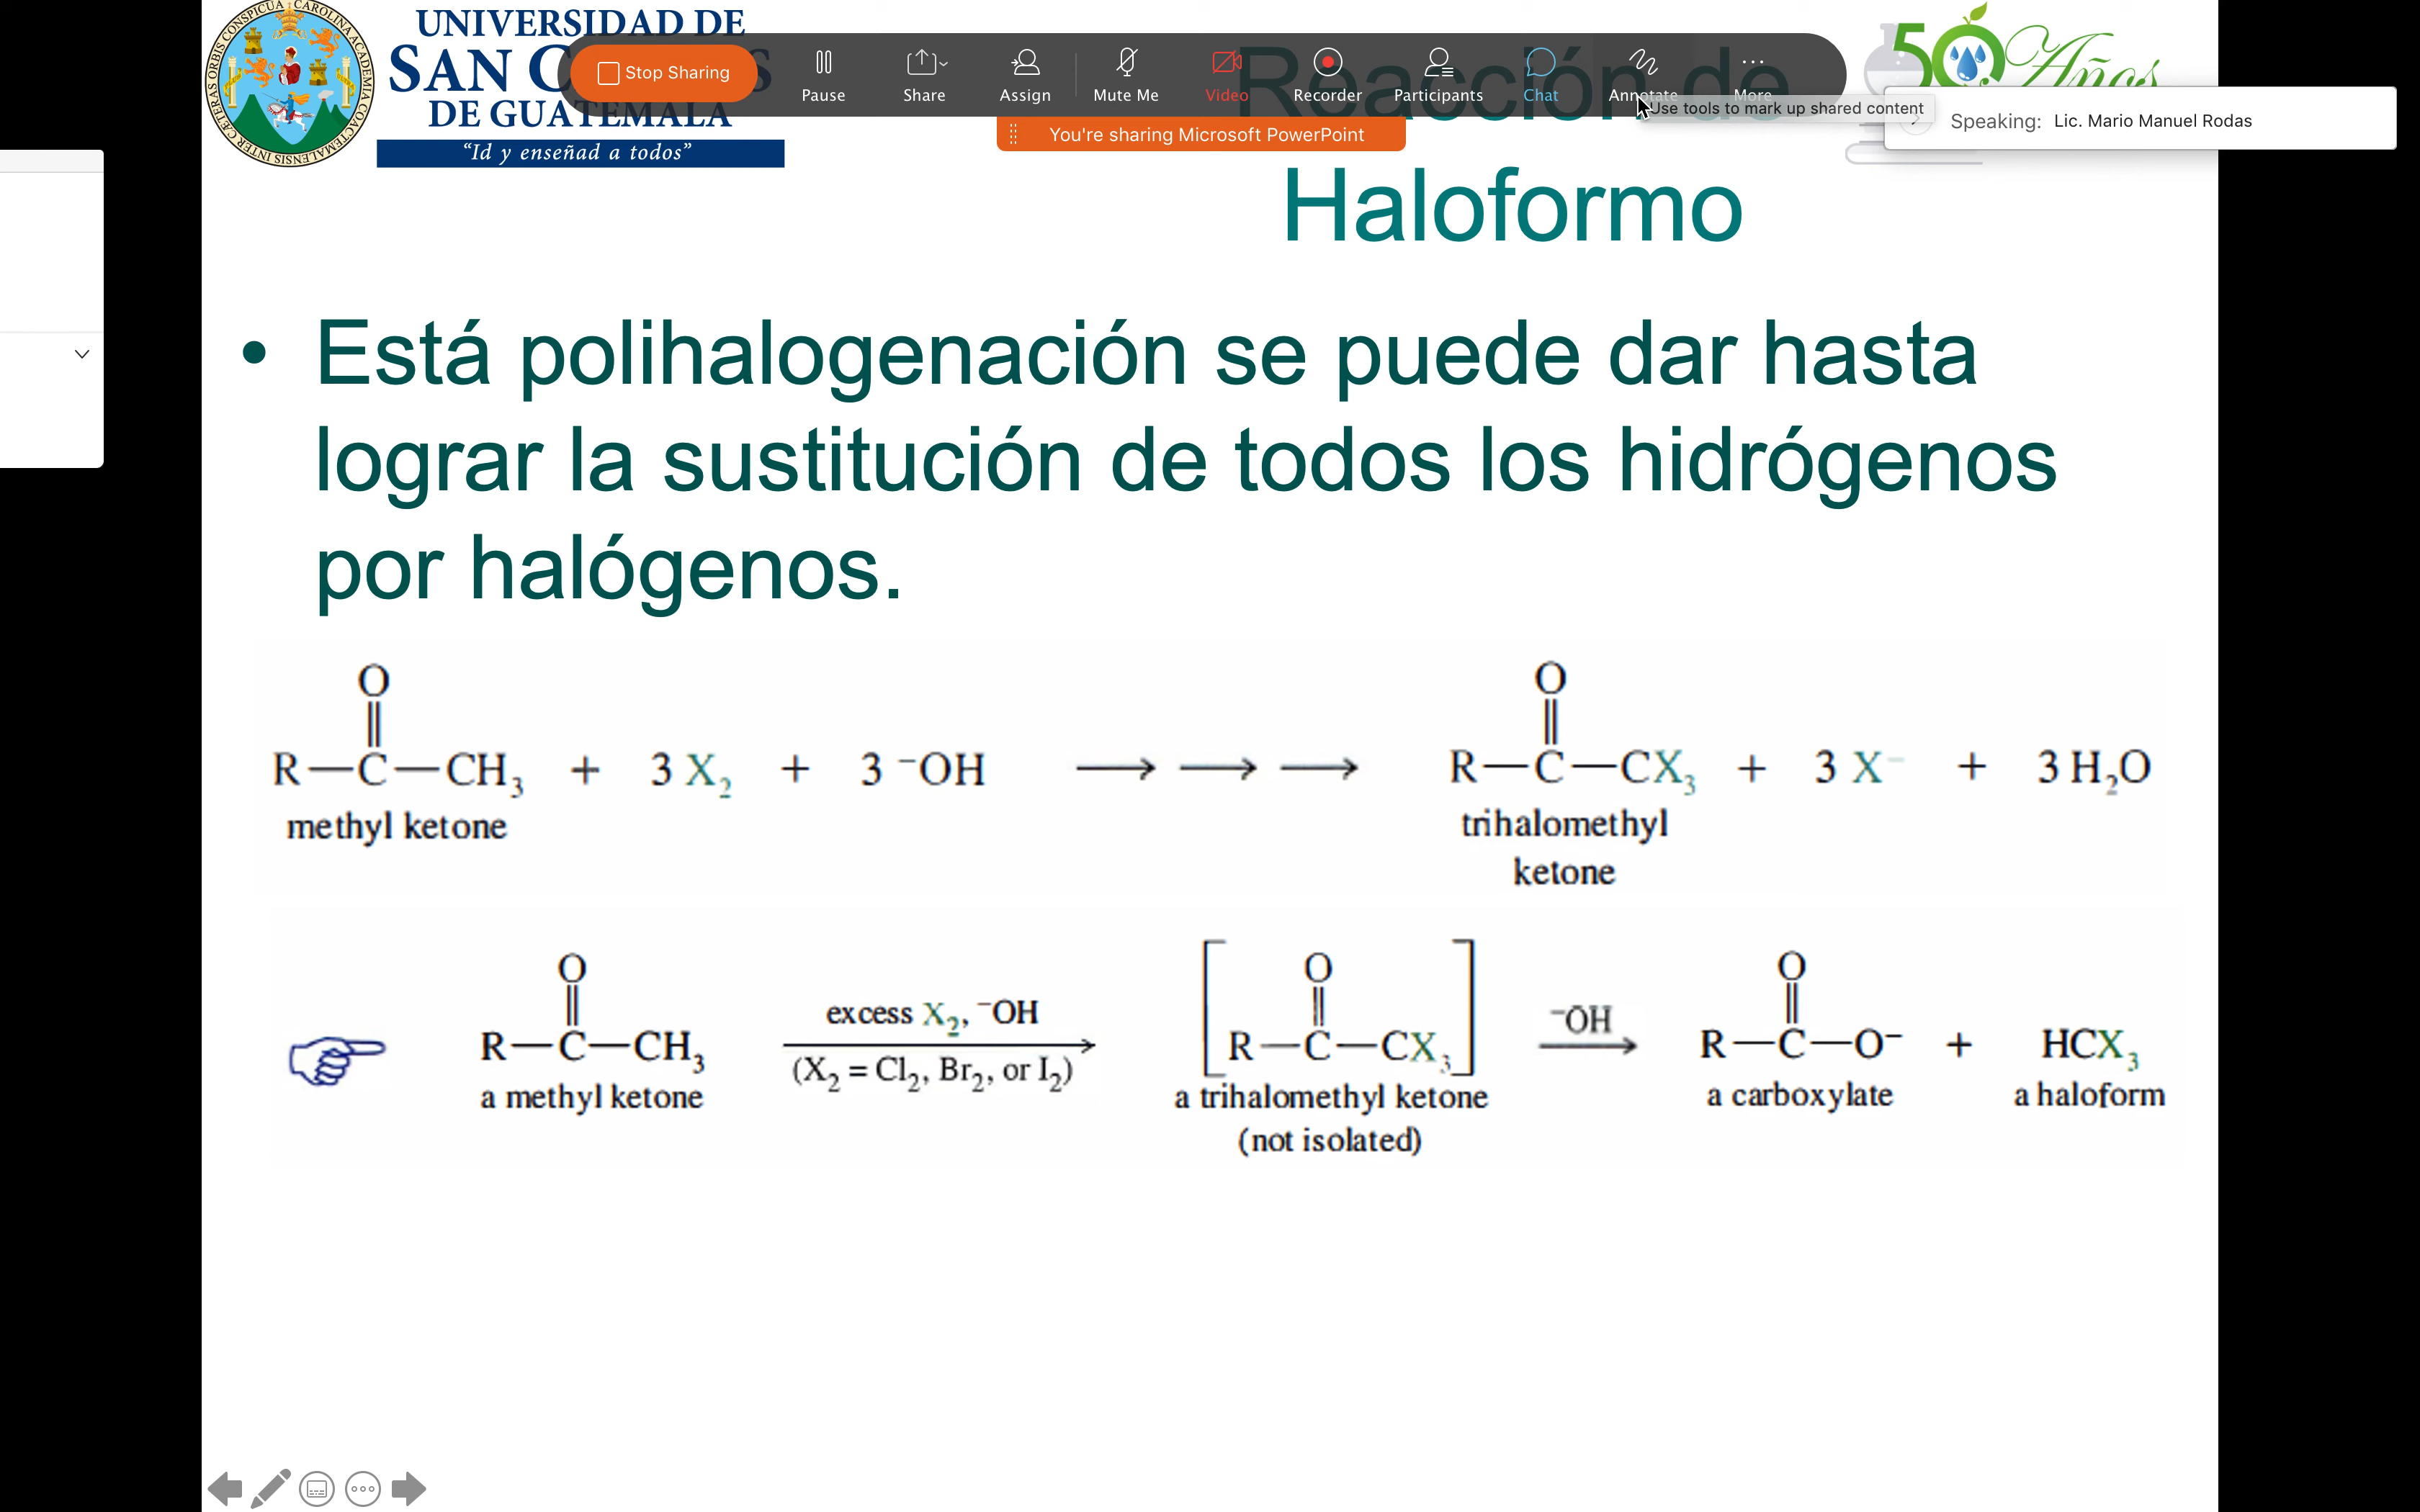 UNIVERSIDAD DE
SAN C S
DE GUATEMALA
“Id y enseñad a todos”
Stop Sharing
Pause
Share
Assign
Mute Me
Video
Recorder
Participants
Chat
Annotate
More
Use tools to mark up shared content
You're sharing Microsoft PowerPoint
50 Años
Speaking: Lic. Mario Manuel Rodas
Reacción de
Haloformo
• Está polihalogenación se puede dar hasta
lograr la sustitución de todos los hidrógenos
por halógenos.
O
R—C—CH₃ + 3 X₂ + 3 ⁻OH → → → R—C—CX₃ + 3 X⁻ + 3 H₂O
O
methyl ketone
trihalomethyl
ketone
O
R—C—CH₃
a methyl ketone
excess X₂, ⁻OH
(X₂ = Cl₂, Br₂, or I₂)
O
R—C—CX₃
a trihalomethyl ketone
(not isolated)
⁻OH
O
R—C—O⁻ + HCX₃
a carboxylate
a haloform